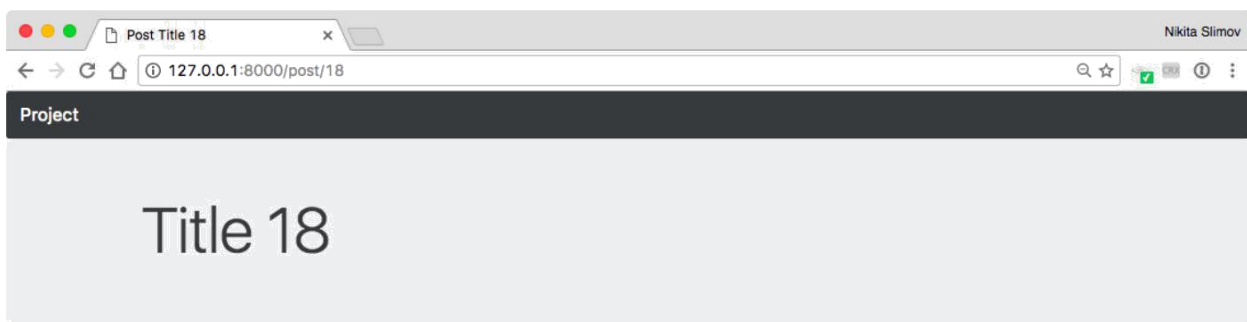 Post Title 18
Nikita Slimov
127.0.0.1:8000/post/18
Project
Title 18